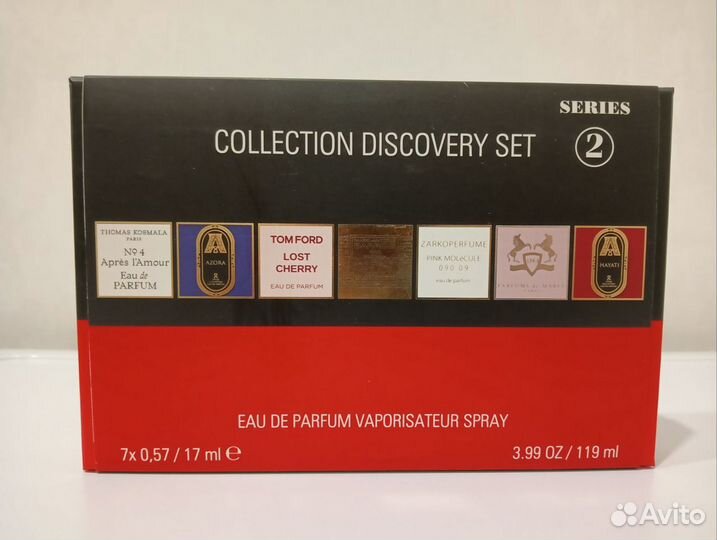 SERIES
COLLECTION DISCOVERY SET 2
THOMAS KOSMALA
PARIS
Nº 4
Après l'Amour
Eau de
PARFUM
A
AZORA
TOM FORD
LOST
CHERRY
EAU DE PARFUM
ZARKOPERFUME
PINK MOLéCULE
090 09
eau de parfum
PARFUMS de MARLY
PARIS
A
HAYATI
EAU DE PARFUM VAPORISATEUR SPRAY
7x 0,57 / 17 ml ℮
3.99 OZ / 119 ml
Avito